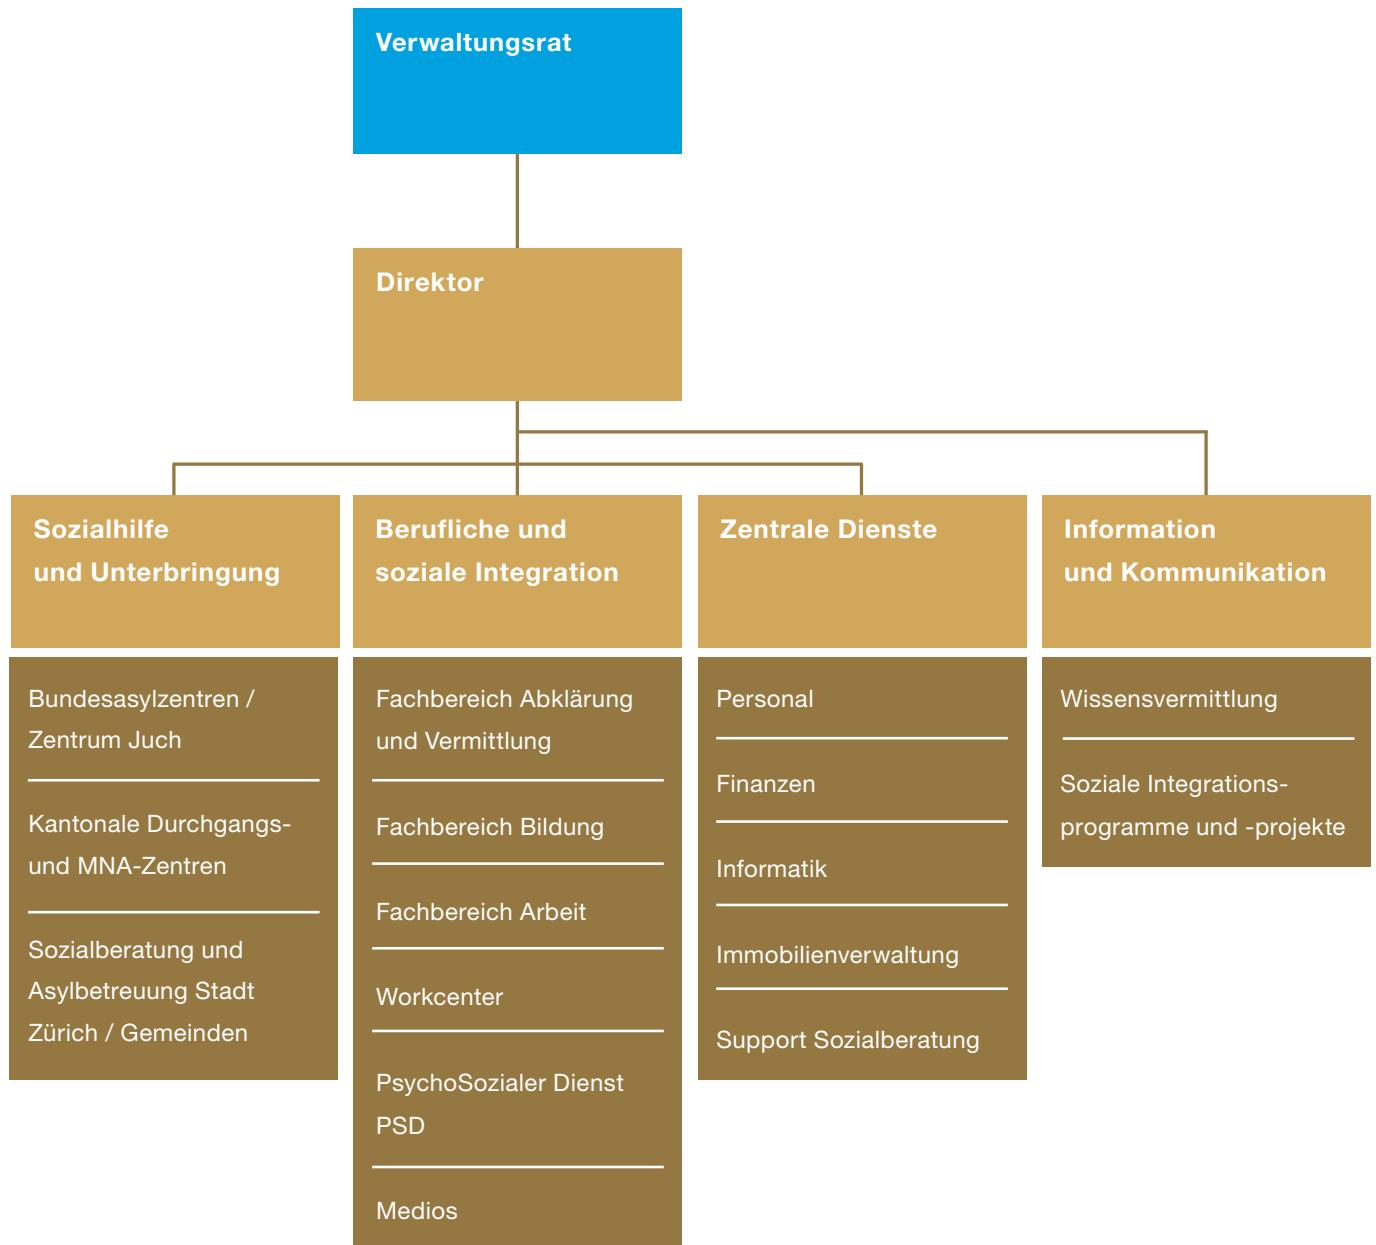 Verwaltungsrat
Direktor
Sozialhilfe
und Unterbringung
Bundesasylzentren /
Zentrum Juch
Kantonale Durchgangs-
und MNA-Zentren
Sozialberatung und
Asylbetreuung Stadt
Zürich / Gemeinden
Berufliche und
soziale Integration
Fachbereich Abklärung
und Vermittlung
Fachbereich Bildung
Fachbereich Arbeit
Workcenter
PsychoSozialer Dienst
PSD
Medios
Zentrale Dienste
Personal
Finanzen
Informatik
Immobilienverwaltung
Support Sozialberatung
Information
und Kommunikation
Wissensvermittlung
Soziale Integrations-
programme und -projekte